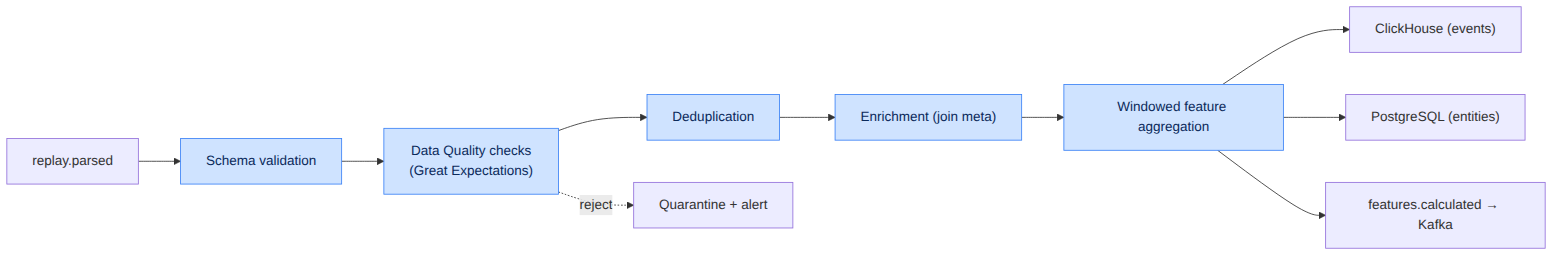 replay.parsed
Schema validation
Data Quality checks
(Great Expectations)
reject
Deduplication
Quarantine + alert
Enrichment (join meta)
Windowed feature
aggregation
ClickHouse (events)
PostgreSQL (entities)
features.calculated →
Kafka